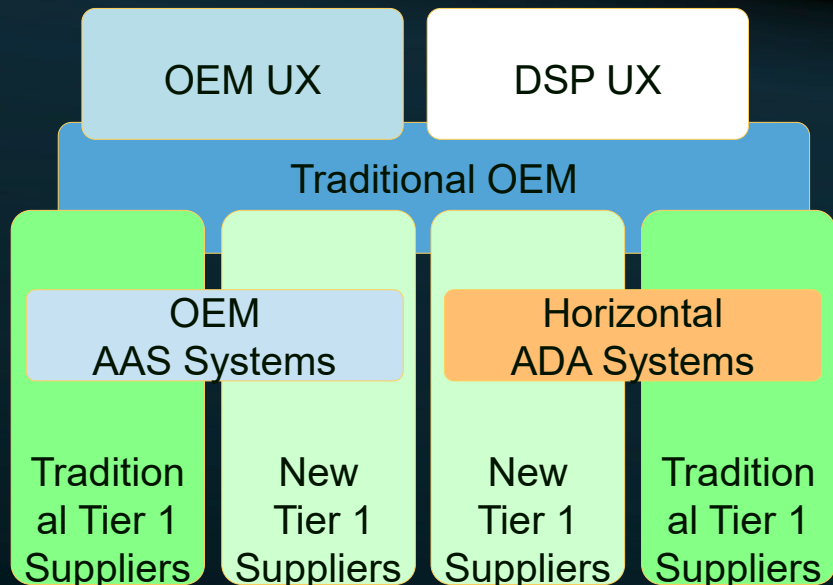 OEM UX
DSP UX
Traditional OEM
OEM
AAS Systems
Horizontal
ADA Systems
Tradition
al Tier 1
Suppliers
New
Tier 1
Suppliers
New
Tier 1
Suppliers
Tradition
al Tier 1
Suppliers